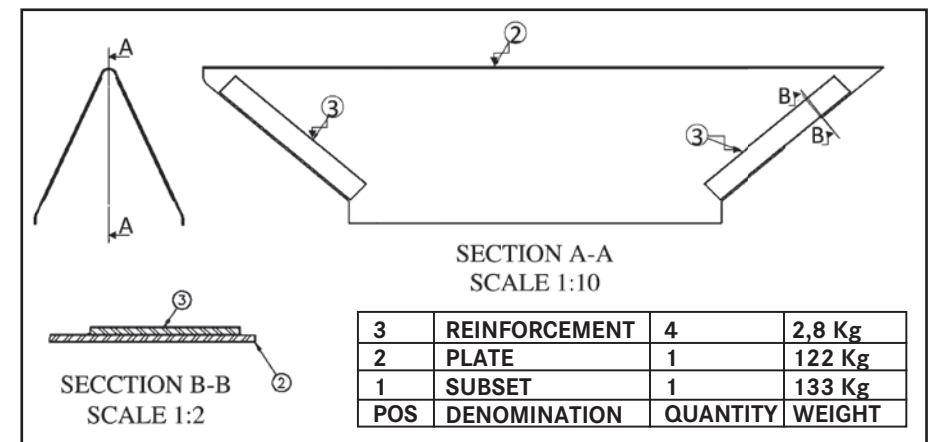 A
A
2
3
3
B
B
SECTION A-A
SCALE 1:10
3
2
SECCTION B-B
SCALE 1:2
3 REINFORCEMENT 4 2,8 Kg
2 PLATE 1 122 Kg
1 SUBSET 1 133 Kg
POS DENOMINATION QUANTITY WEIGHT